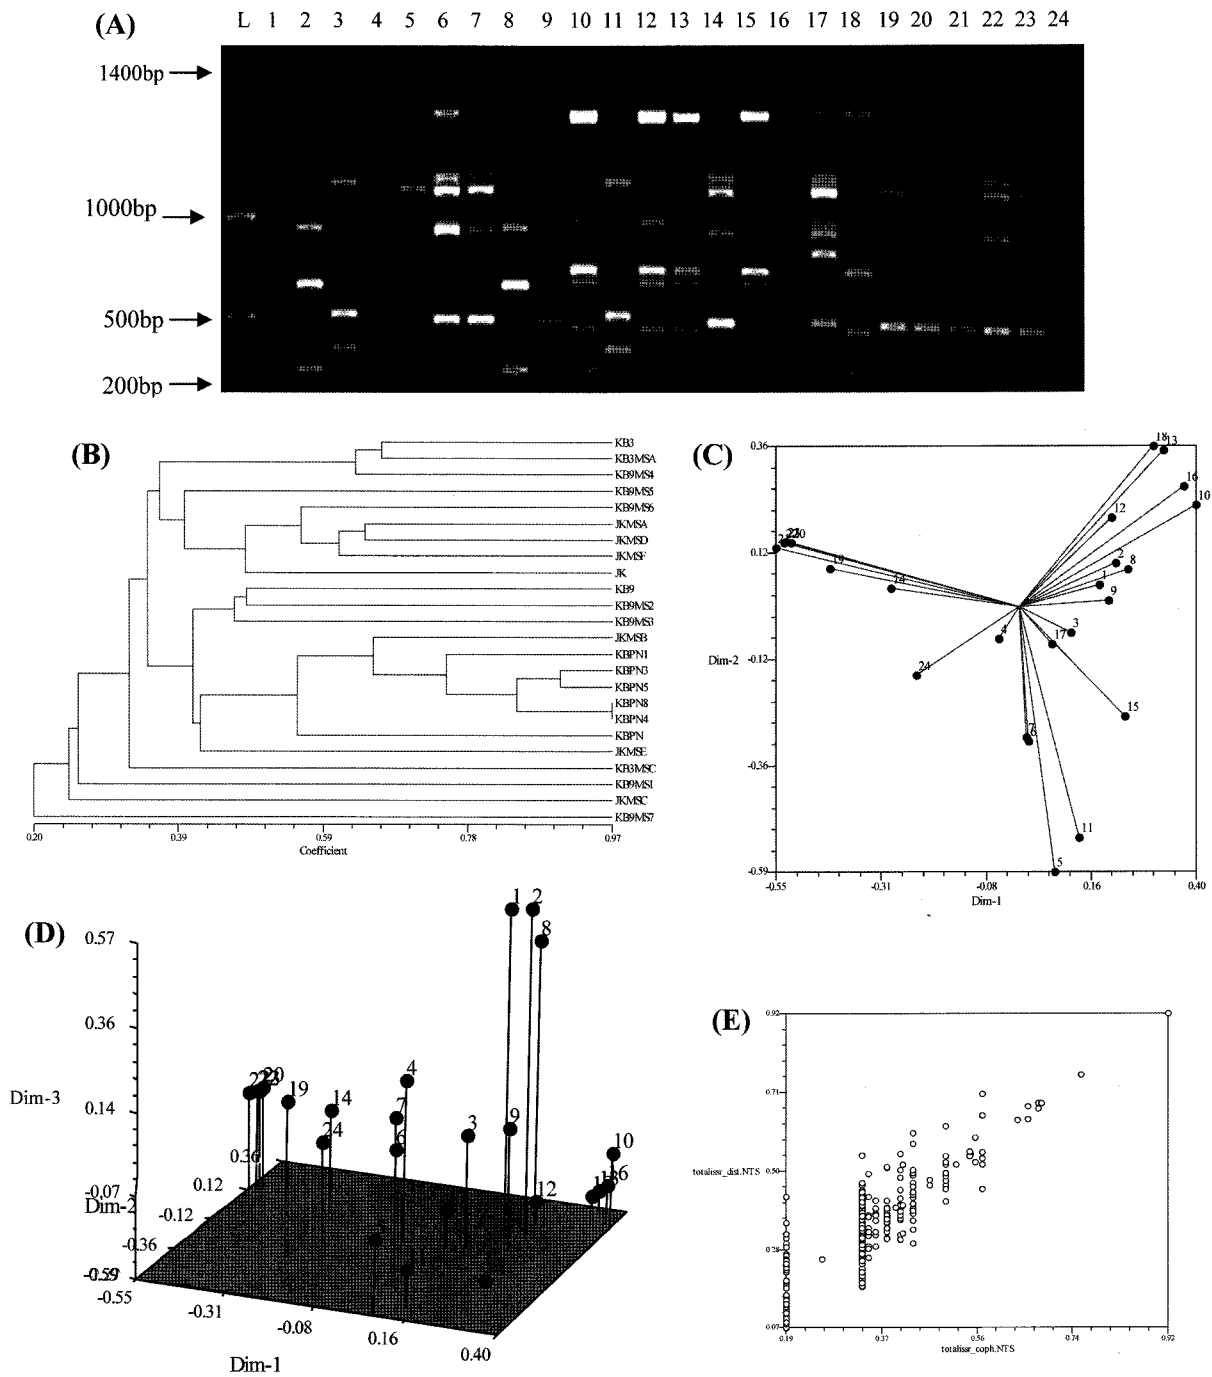 (A)
L 1 2 3 4 5 6 7 8 9 10 11 12 13 14 15 17 18 19 20 21 22 23 24
1400bp
1000bp
500bp
200bp
(B)
KB3
KB3MSA
KB9MS4
KB9MS5
KB9MS6
JKMSA
JKMSD
JKMSF
JK
KB9
KB9MS2
KB9MS3
JKMSB
KBPN1
KBPN3
KBPN5
KBPN8
KBPN4
KBPN
JKMSE
KB3MSC
KB9MS1
JKMSC
KB9MS7
0.20 0.39 0.59 0.78 0.97
Coefficient
(C)
0.36
0.12
-0.12
-0.36
-0.59
Dim-2
18 13
16
10
12
2
8
1
9
20
19
14
3
4
17
24
15
7
6
11
5
-0.55 -0.31 -0.08 0.16 0.40
Dim-1
(D)
0.57
0.36
0.14
-0.07
Dim-3
1 2
8
4
20
19
14
7
9
3
24
6
10
12
0.36
0.12
-0.12
-0.36
-0.59
Dim-2
-0.55
-0.31
-0.08
0.16
0.40
Dim-1
(E)
0.92
0.71
0.50
0.28
0.07
totalissr_dist.NTS
0.19 0.37 0.56 0.74 0.92
totalissr_coph.NTS